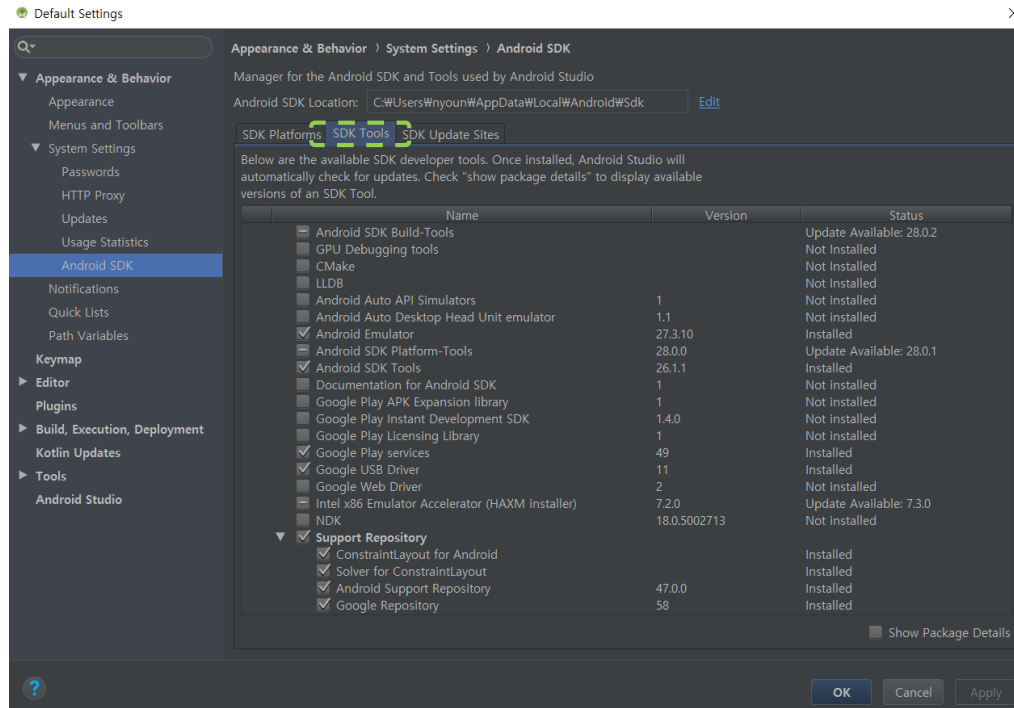 Default Settings
Appearance & Behavior
Appearance
Menus and Toolbars
System Settings
Passwords
HTTP Proxy
Updates
Usage Statistics
Android SDK
Notifications
Quick Lists
Path Variables
Keymap
Editor
Plugins
Build, Execution, Deployment
Kotlin Updates
Tools
Android Studio
Appearance & Behavior › System Settings › Android SDK
Manager for the Android SDK and Tools used by Android Studio
Android SDK Location: C:₩Users₩nyoun₩AppData₩Local₩Android₩Sdk Edit
SDK Platforms SDK Tools SDK Update Sites
Below are the available SDK developer tools. Once installed, Android Studio will
automatically check for updates. Check "show package details" to display available
versions of an SDK Tool.
Name Version Status
Android SDK Build-Tools Update Available: 28.0.2
GPU Debugging tools Not Installed
CMake Not Installed
LLDB Not Installed
Android Auto API Simulators 1 Not installed
Android Auto Desktop Head Unit emulator 1.1 Not installed
Android Emulator 27.3.10 Installed
Android SDK Platform-Tools 28.0.0 Update Available: 28.0.1
Android SDK Tools 26.1.1 Installed
Documentation for Android SDK 1 Not installed
Google Play APK Expansion library 1 Not installed
Google Play Instant Development SDK 1.4.0 Not installed
Google Play Licensing Library 1 Not installed
Google Play services 49 Installed
Google USB Driver 11 Installed
Google Web Driver 2 Not installed
Intel x86 Emulator Accelerator (HAXM installer) 7.2.0 Update Available: 7.3.0
NDK 18.0.5002713 Not installed
Support Repository
ConstraintLayout for Android Installed
Solver for ConstraintLayout Installed
Android Support Repository 47.0.0 Installed
Google Repository 58 Installed
Show Package Details
? OK Cancel Apply